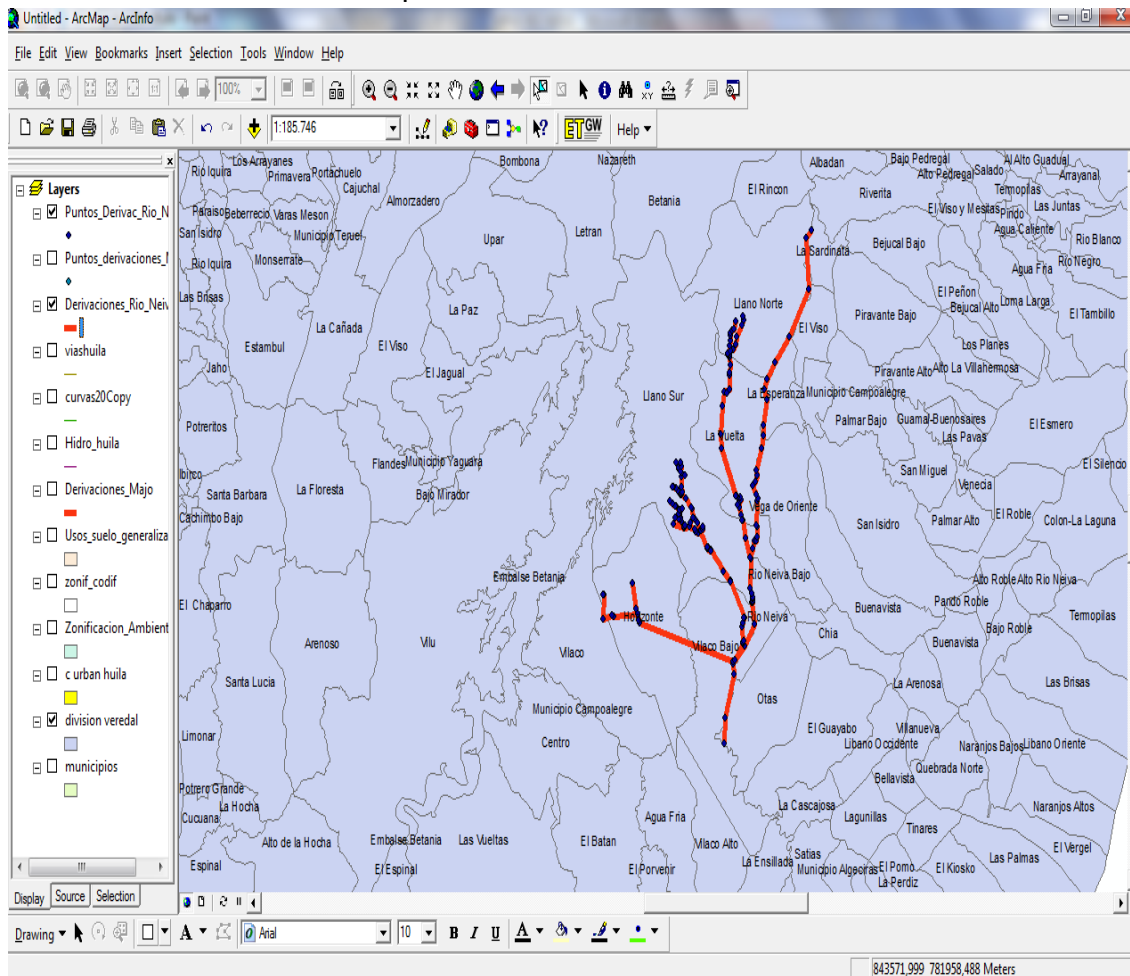 Untitled - ArcMap - ArcInfo
File Edit View Bookmarks Insert Selection Tools Window Help
100%
1:185.746
ET GW Help
Layers
Puntos_Derivac_Rio_N
Puntos_derivaciones_
Derivaciones_Rio_Neiv
viashuila
curvas20Copy
Hidro_huila
Derivaciones_Majo
Usos_suelo_generaliza
zonif_codif
Zonificacion_Ambient
c urban huila
division veredal
municipios
Display Source Selection
Los Arrayanes Bombona Nazareth Albadan Bajo Pedregal Al Alto Guadual
Rio Iquira Primavera Portachuelo Alto Pedregal Salado Arrayanal
Cajuchal Almorzadero Betania El Rincon Riverita Termopilas
Paraiso Beberrecio Varas Meson El Viso y Mesitas Pindo Las Juntas
San Isidro Municipio Teruel Upar Letran Agua Caliente Rio Blanco
Rio Iquira Monserrate La Sardinata Bejucal Bajo Agua Fria Rio Negro
Las Brisas La Paz Llano Norte El Peñon Bejucal Alto Loma Larga El Tambillo
La Cañada El Viso El Viso Piravante Bajo
Estambul Los Planes
Jaho El Jagual Piravante Alto Alto La Villahermosa
Llano Sur La Esperanza Municipio Campoalegre
Potreritos Palmar Bajo Guamal-Buenosaires El Esmero
La Vuelta Las Pavas
Ibirco Flandes Municipio Yaguara San Miguel El Silencio
Santa Barbara La Floresta Bajo Mirador Venecia
Cachimbo Bajo Vega de Oriente San Isidro Palmar Alto El Roble Colon-La Laguna
Embalse Betania Rio Neiva Bajo Alto Roble Alto Rio Neiva
El Chaparro Horizonte Rio Neiva Buenavista Pando Roble Termopilas
Arenoso Vilu Vilaco Vilaco Bajo Chia Buenavista Bajo Roble
Santa Lucia Otas La Arenosa Las Brisas
Municipio Campoalegre
Limonar Centro El Guayabo Villanueva
Libano Occidente Naranjos Bajos Libano Oriente
Bellavista Quebrada Norte
Potrero Grande La Hocha La Cascajosa Naranjos Altos
Cucuana Agua Fria Lagunillas Tinares
Alto de la Hocha Embalse Betania Las Vueltas El Batan Vilaco Alto El Vergel
Espinal El Espinal El Porvenir La Ensillada Satias Municipio Algeciras El Pomo El Kiosko Las Palmas
La Perdiz
Drawing A Arial 10 B I U A
843571,999 781958,488 Meters